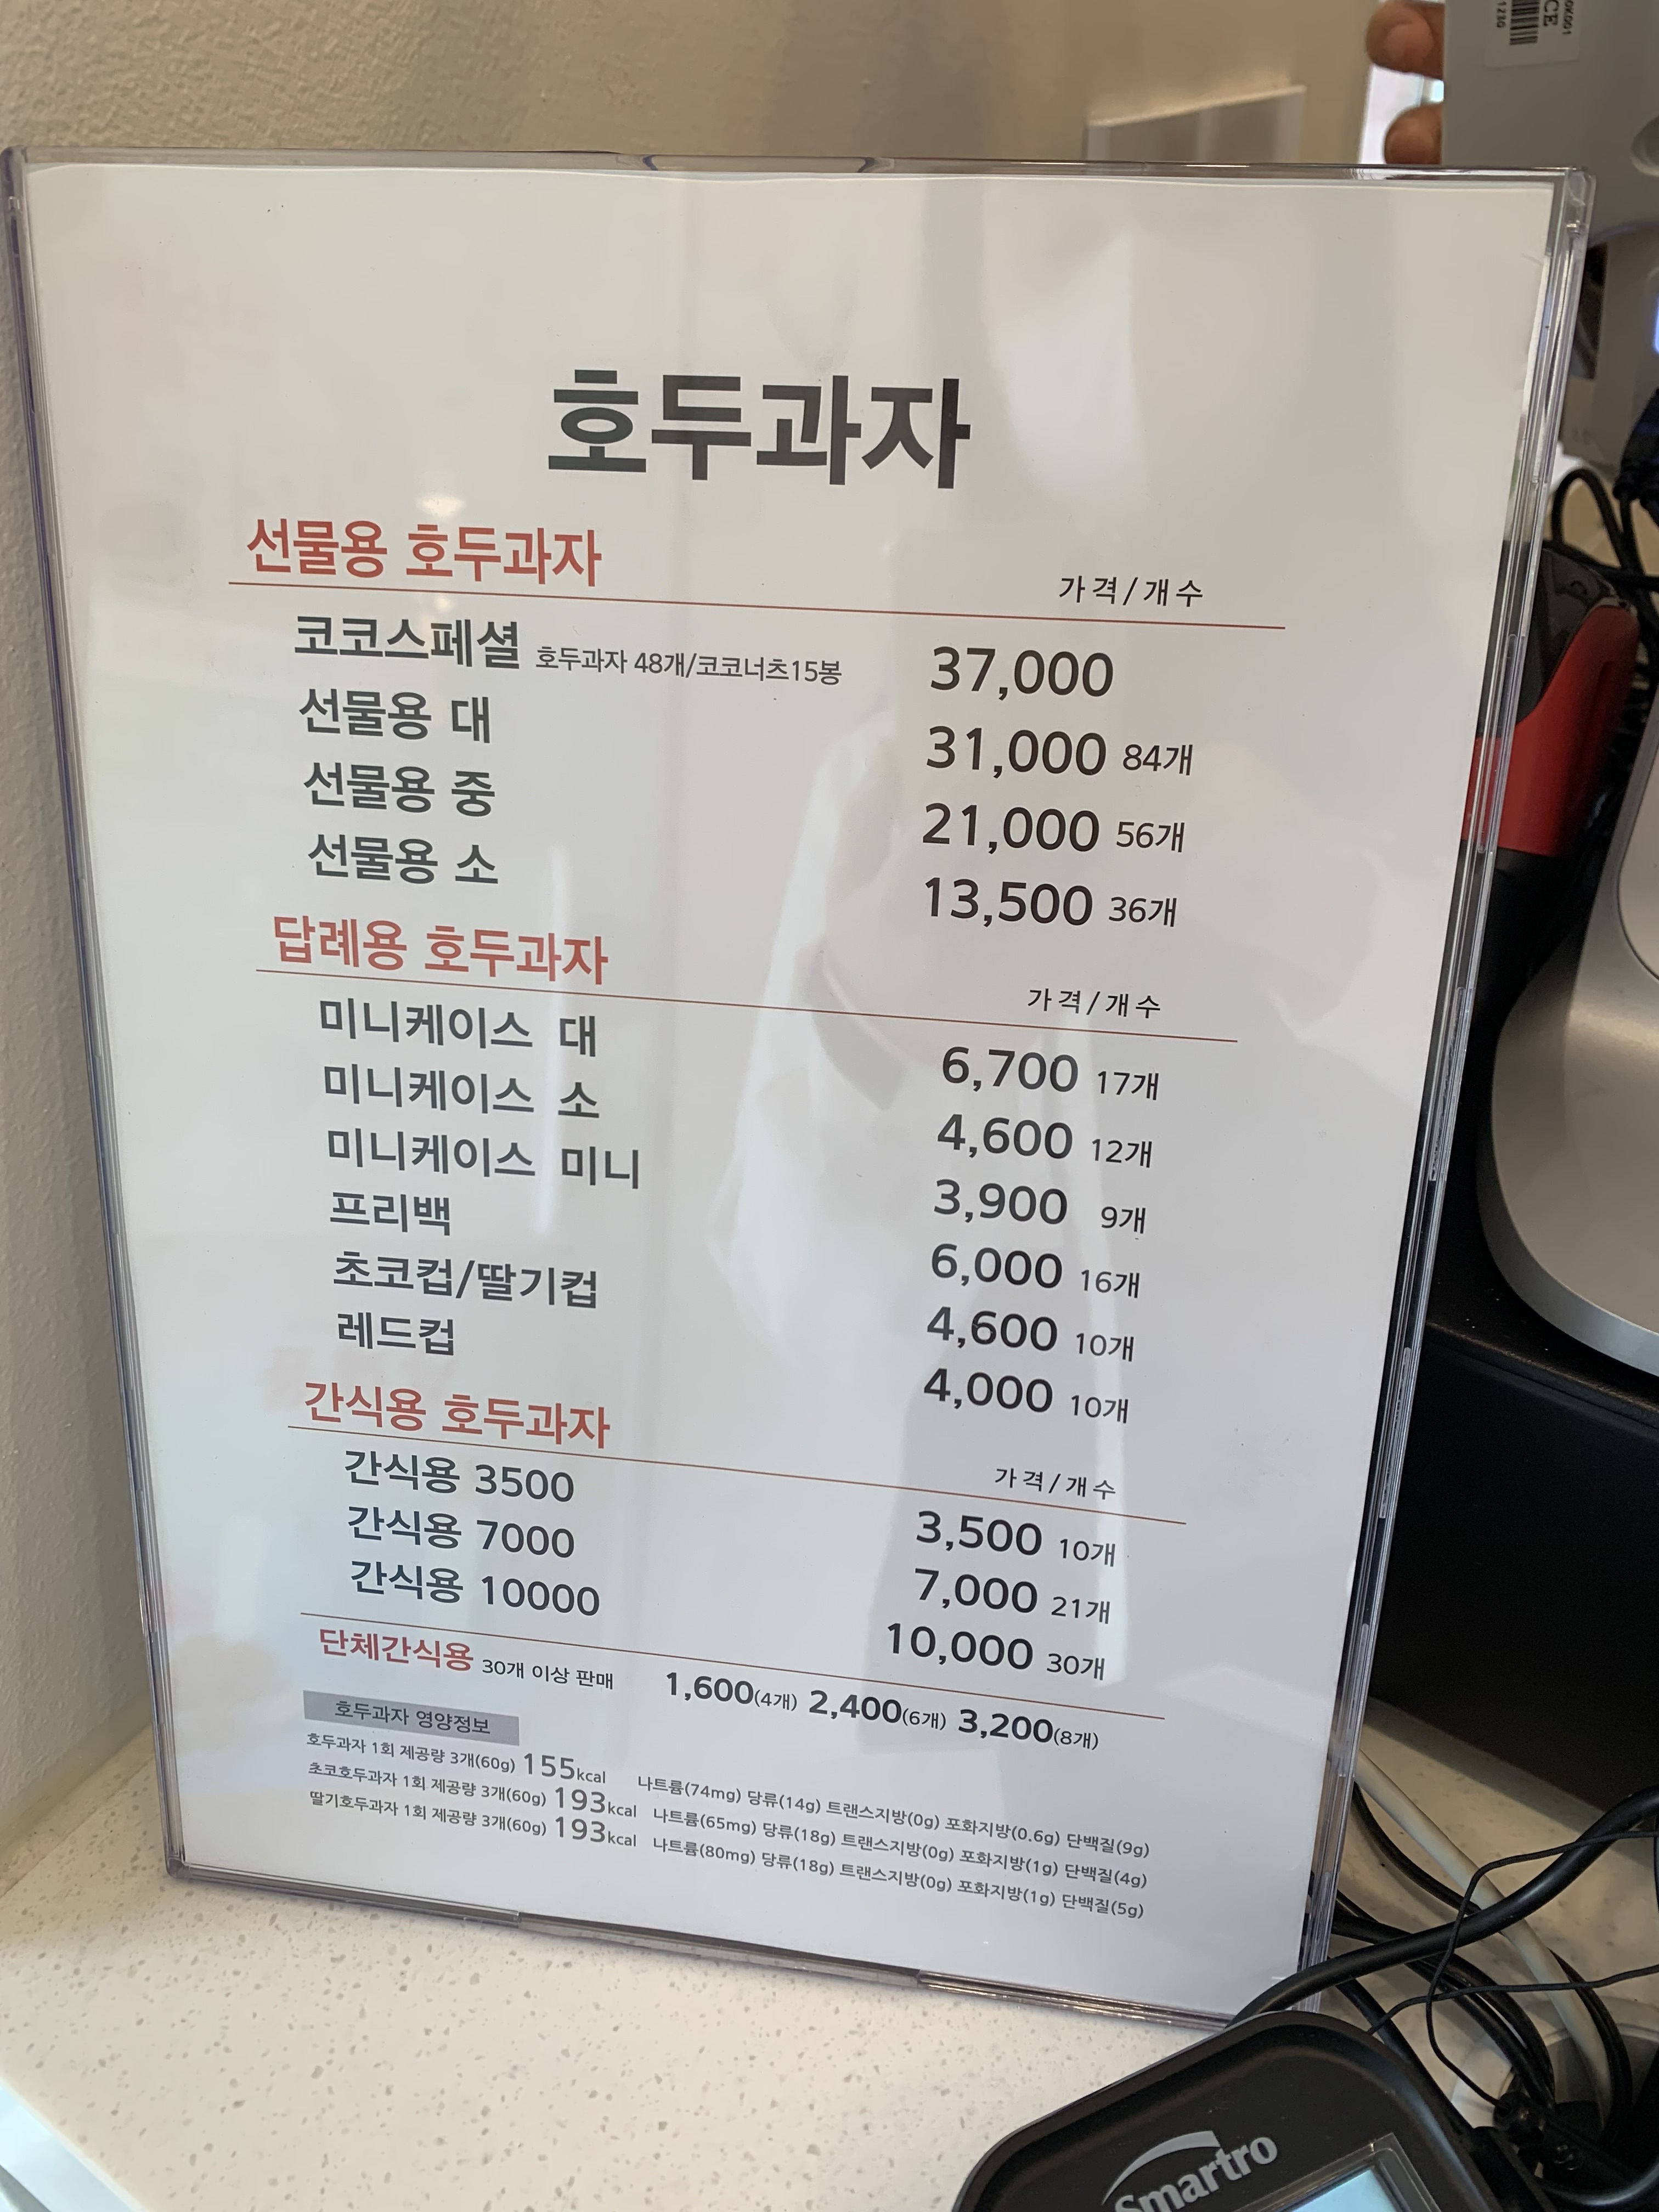 호두과자
선물용 호두과자 가격/개수
코코스페셜 호두과자 48개/코코너츠15봉 37,000
선물용 대 31,000 84개
선물용 중 21,000 56개
선물용 소 13,500 36개
답례용 호두과자 가격/개수
미니케이스 대 6,700 17개
미니케이스 소 4,600 12개
미니케이스 미니 3,900 9개
프리백 6,000 16개
초코컵/딸기컵 4,600 10개
레드컵 4,000 10개
간식용 호두과자 가격/개수
간식용 3500 3,500 10개
간식용 7000 7,000 21개
간식용 10000 10,000 30개
단체간식용 30개 이상 판매 1,600(4개) 2,400(6개) 3,200(8개)
호두과자 영양정보
호두과자 1회 제공량 3개(60g) 155kcal 나트륨(74mg) 당류(14g) 트랜스지방(0g) 포화지방(0.6g) 단백질(9g)
초코호두과자 1회 제공량 3개(60g) 193kcal 나트륨(65mg) 당류(18g) 트랜스지방(0g) 포화지방(1g) 단백질(4g)
딸기호두과자 1회 제공량 3개(60g) 193kcal 나트륨(80mg) 당류(18g) 트랜스지방(0g) 포화지방(1g) 단백질(5g)
Smartro